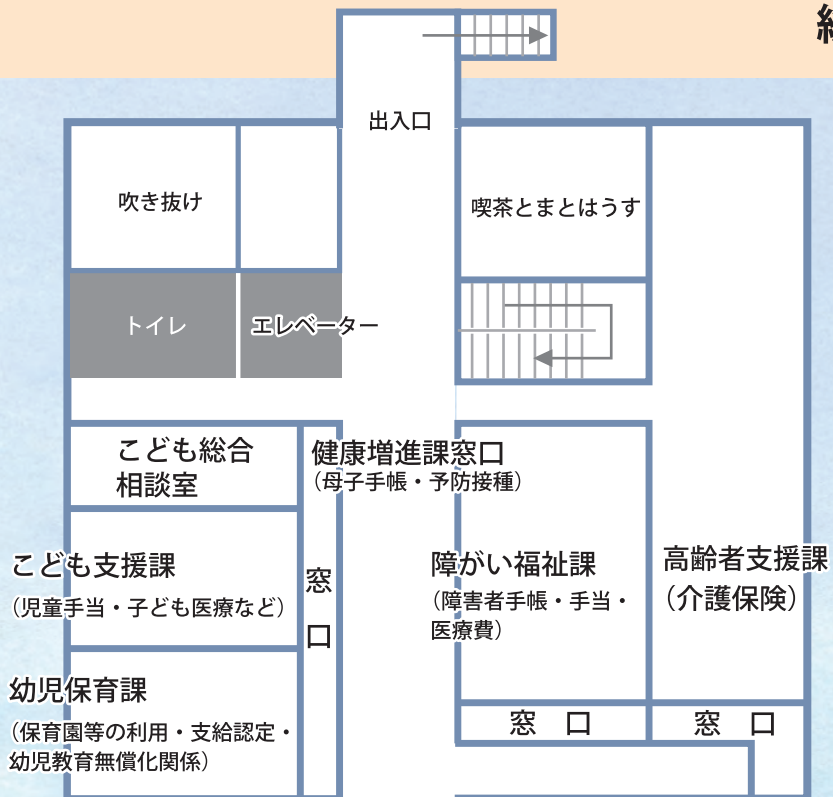 出入口
吹き抜け
喫茶とまとはうす
トイレ
エレベーター
こども総合
相談室
健康増進課窓口
（母子手帳・予防接種）
こども支援課
（児童手当・子ども医療など）
窓
口
障がい福祉課
（障害者手帳・手当・
医療費）
高齢者支援課
（介護保険）
幼児保育課
（保育園等の利用・支給認定・
幼児教育無償化関係）
窓　口
窓　口